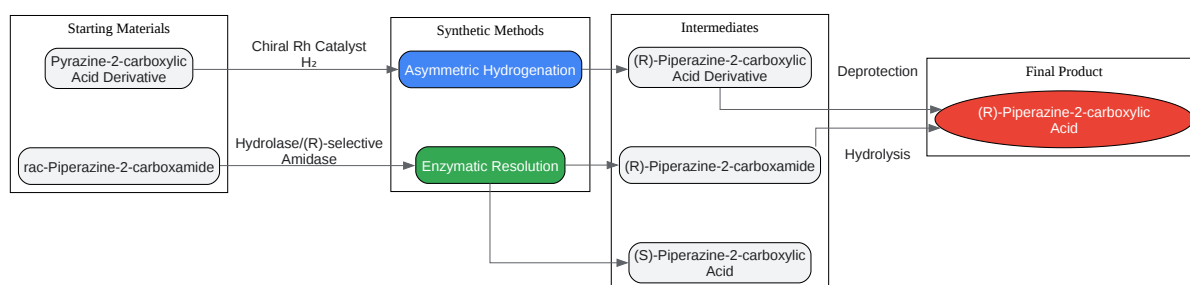 Starting Materials
Pyrazine-2-carboxylic
Acid Derivative
rac-Piperazine-2-carboxamide
Chiral Rh Catalyst
H₂
Hydrolase/(R)-selective
Amidase
Synthetic Methods
Asymmetric Hydrogenation
Enzymatic Resolution
Intermediates
(R)-Piperazine-2-carboxylic
Acid Derivative
(R)-Piperazine-2-carboxamide
(S)-Piperazine-2-carboxylic
Acid
Deprotection
Hydrolysis
Final Product
(R)-Piperazine-2-carboxylic
Acid